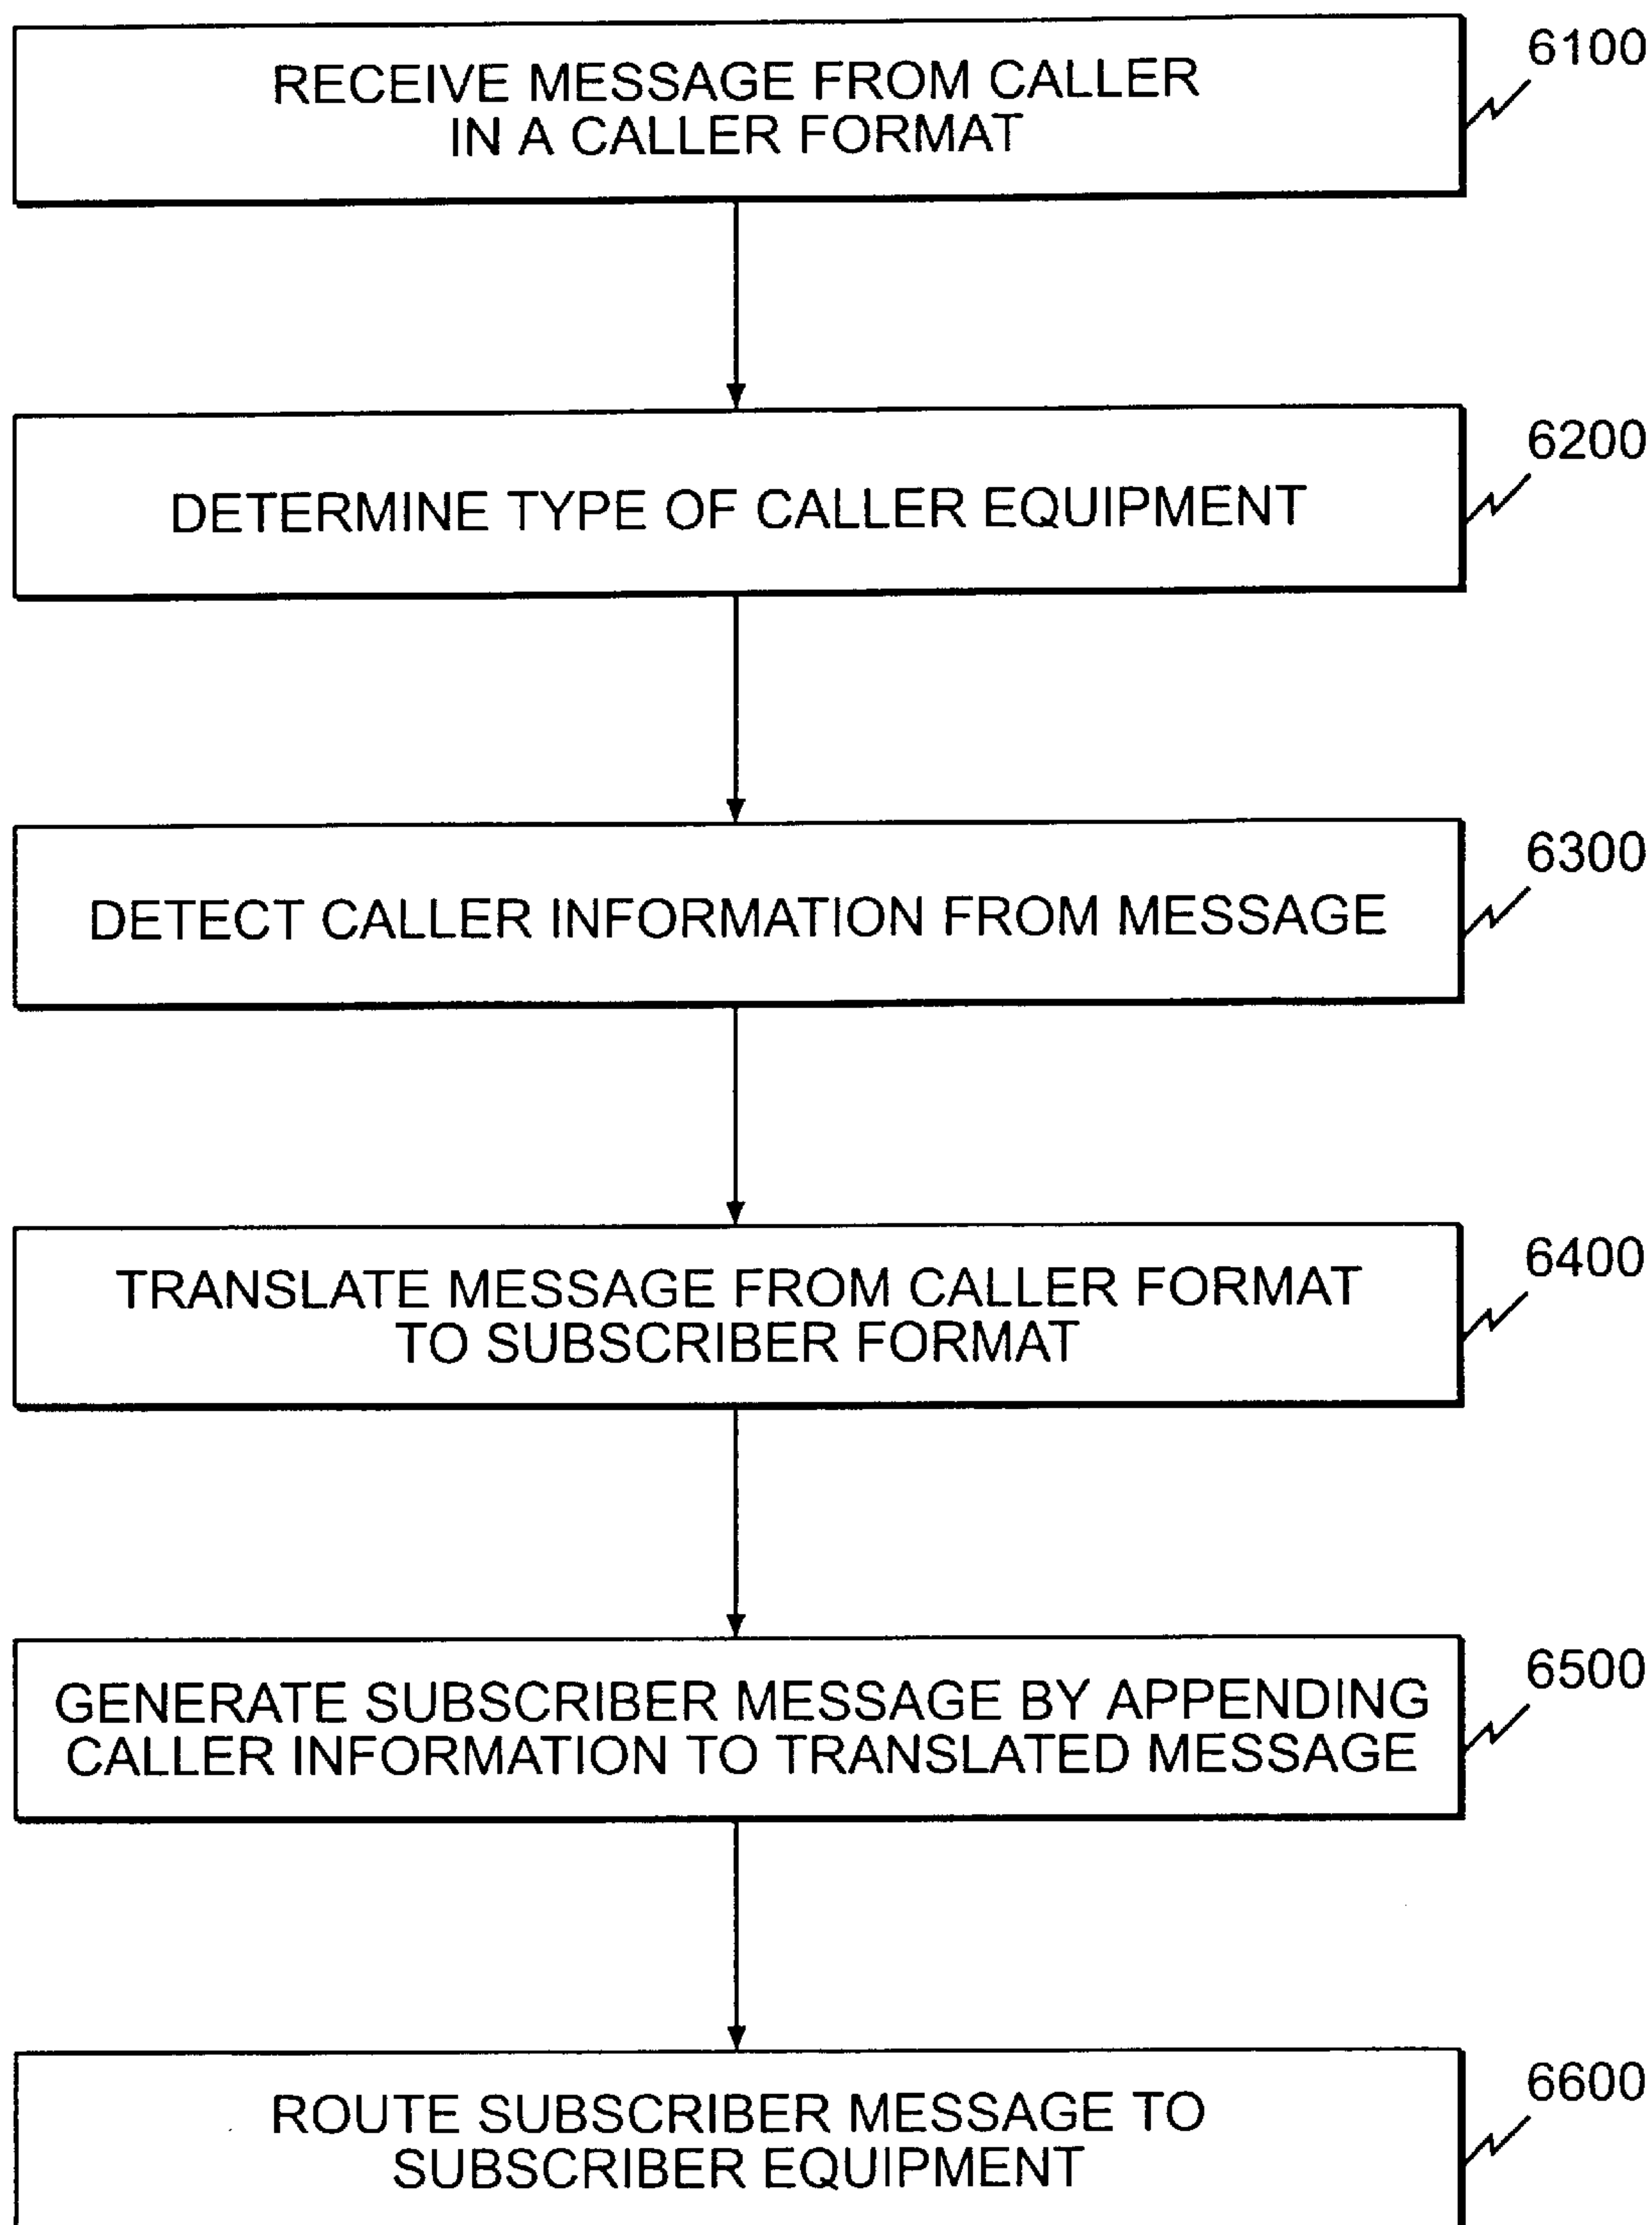 RECEIVE MESSAGE FROM CALLER
IN A CALLER FORMAT
6100
DETERMINE TYPE OF CALLER EQUIPMENT
6200
DETECT CALLER INFORMATION FROM MESSAGE
6300
TRANSLATE MESSAGE FROM CALLER FORMAT
TO SUBSCRIBER FORMAT
6400
GENERATE SUBSCRIBER MESSAGE BY APPENDING
CALLER INFORMATION TO TRANSLATED MESSAGE
6500
ROUTE SUBSCRIBER MESSAGE TO
SUBSCRIBER EQUIPMENT
6600